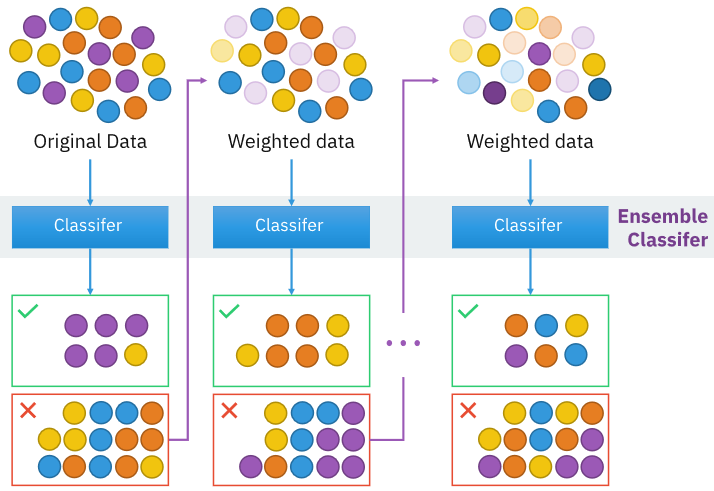 Original Data
Weighted data
Weighted data
Classifer
Classifer
Classifer
Ensemble
Classifer